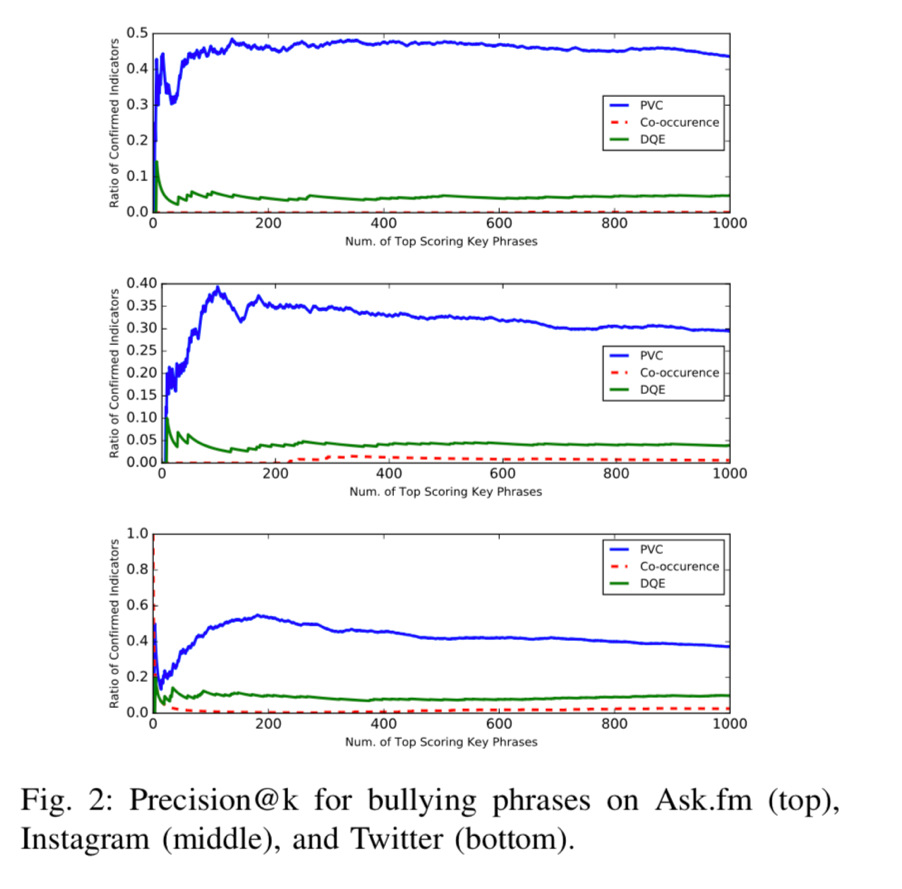 0.5
0.4
0.3
0.2
0.1
0.0
Ratio of Confirmed Indicators
PVC
Co-occurence
DQE
0 200 400 600 800 1000
Num. of Top Scoring Key Phrases
0.40
0.35
0.30
0.25
0.20
0.15
0.10
0.05
0.00
Ratio of Confirmed Indicators
PVC
Co-occurence
DQE
0 200 400 600 800 1000
Num. of Top Scoring Key Phrases
1.0
0.8
0.6
0.4
0.2
0.0
Ratio of Confirmed Indicators
PVC
Co-occurence
DQE
0 200 400 600 800 1000
Num. of Top Scoring Key Phrases
Fig. 2: Precision@k for bullying phrases on Ask.fm (top),
Instagram (middle), and Twitter (bottom).